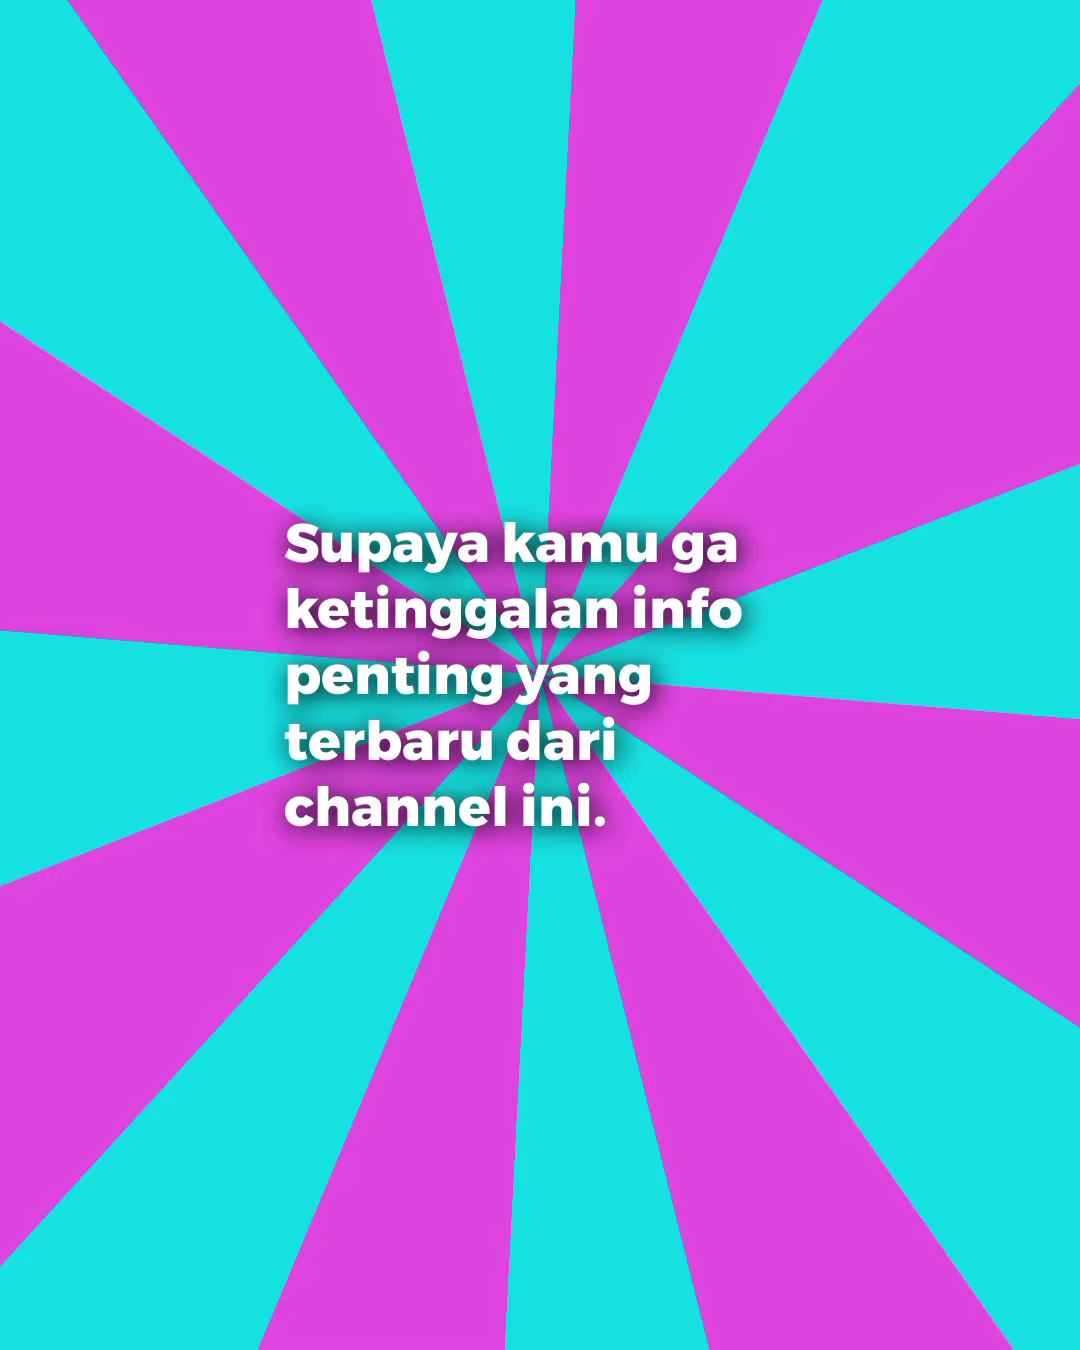 Supaya kamu ga
ketinggalan info
penting yang
terbaru dari
channel ini.